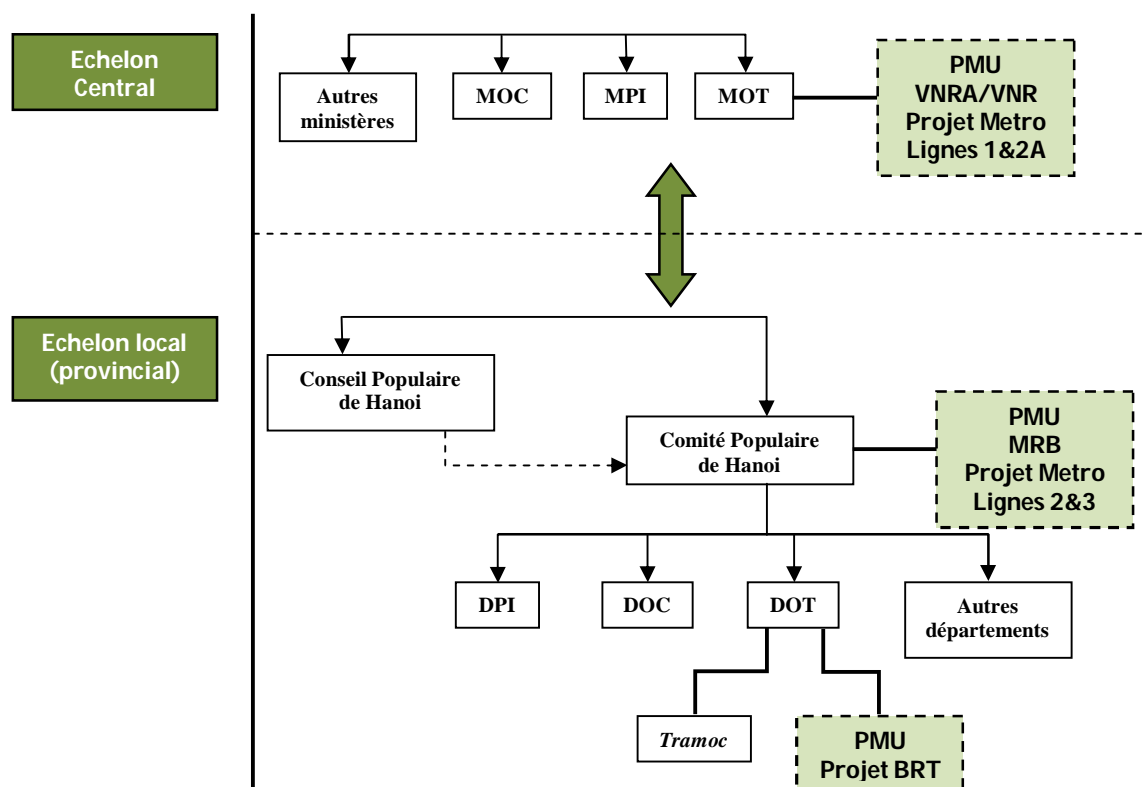 Echelon
Central
Autres
ministères
MOC
MPI
MOT
PMU
VNRA/VNR
Projet Metro
Lignes 1&2A
Echelon local
(provincial)
Conseil Populaire
de Hanoi
Comité Populaire
de Hanoi
PMU
MRB
Projet Metro
Lignes 2&3
DPI
DOC
DOT
Autres
départements
Tramoc
PMU
Projet BRT